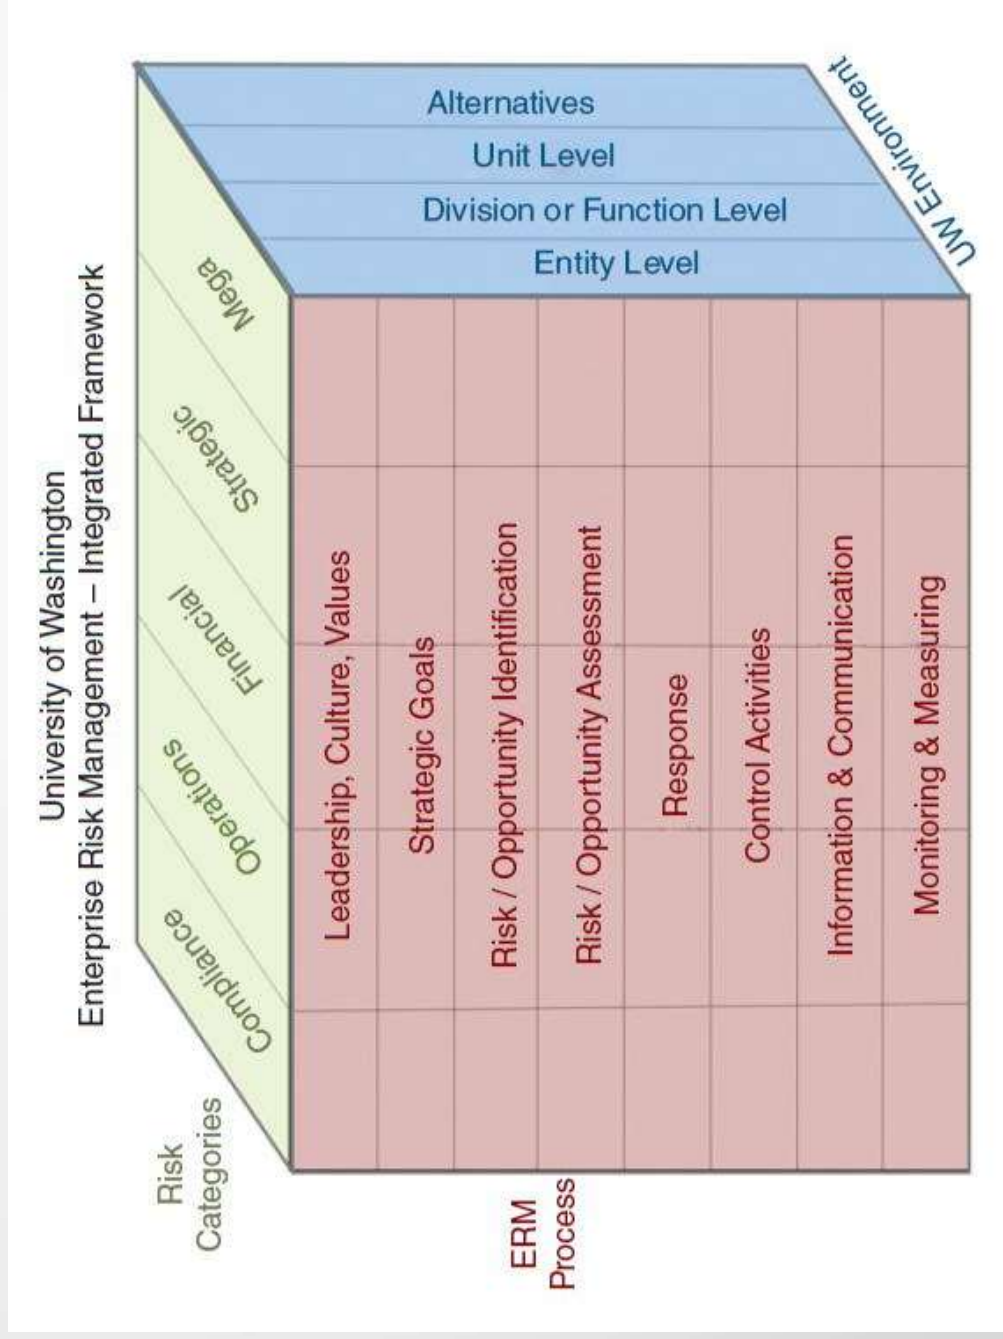 University of Washington
Enterprise Risk Management – Integrated Framework
Risk
Categories
Compliance
Operations
Financial
Strategic
Mega
ERM
Process
Leadership, Culture, Values
Strategic Goals
Risk / Opportunity Identification
Risk / Opportunity Assessment
Response
Control Activities
Information & Communication
Monitoring & Measuring
Entity Level
Division or Function Level
Unit Level
Alternatives
UW Environment